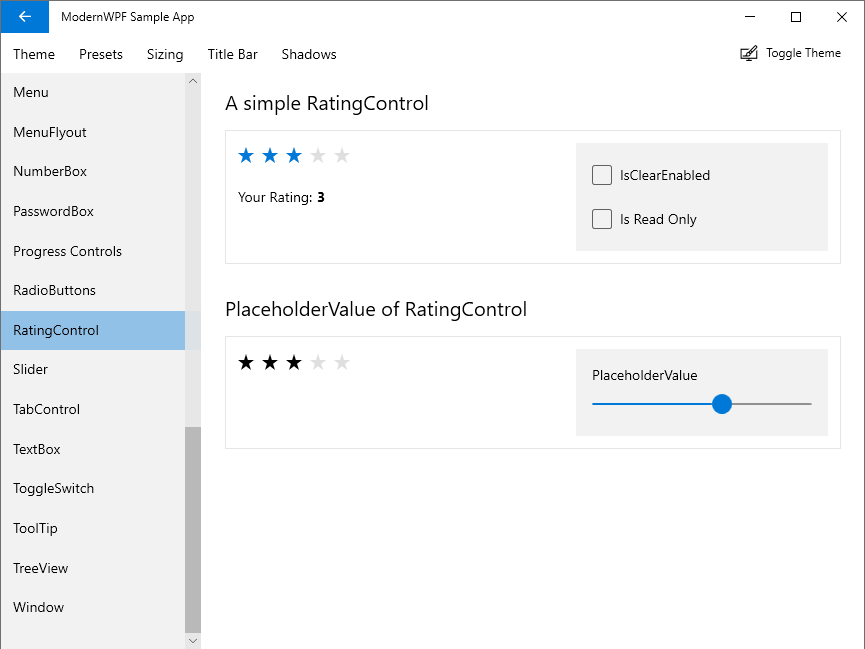 ModernWPF Sample App
Theme Presets Sizing Title Bar Shadows Toggle Theme
Menu
MenuFlyout
NumberBox
PasswordBox
Progress Controls
RadioButtons
RatingControl
Slider
TabControl
TextBox
ToggleSwitch
ToolTip
TreeView
Window
A simple RatingControl
Your Rating: 3
IsClearEnabled
Is Read Only
PlaceholderValue of RatingControl
PlaceholderValue